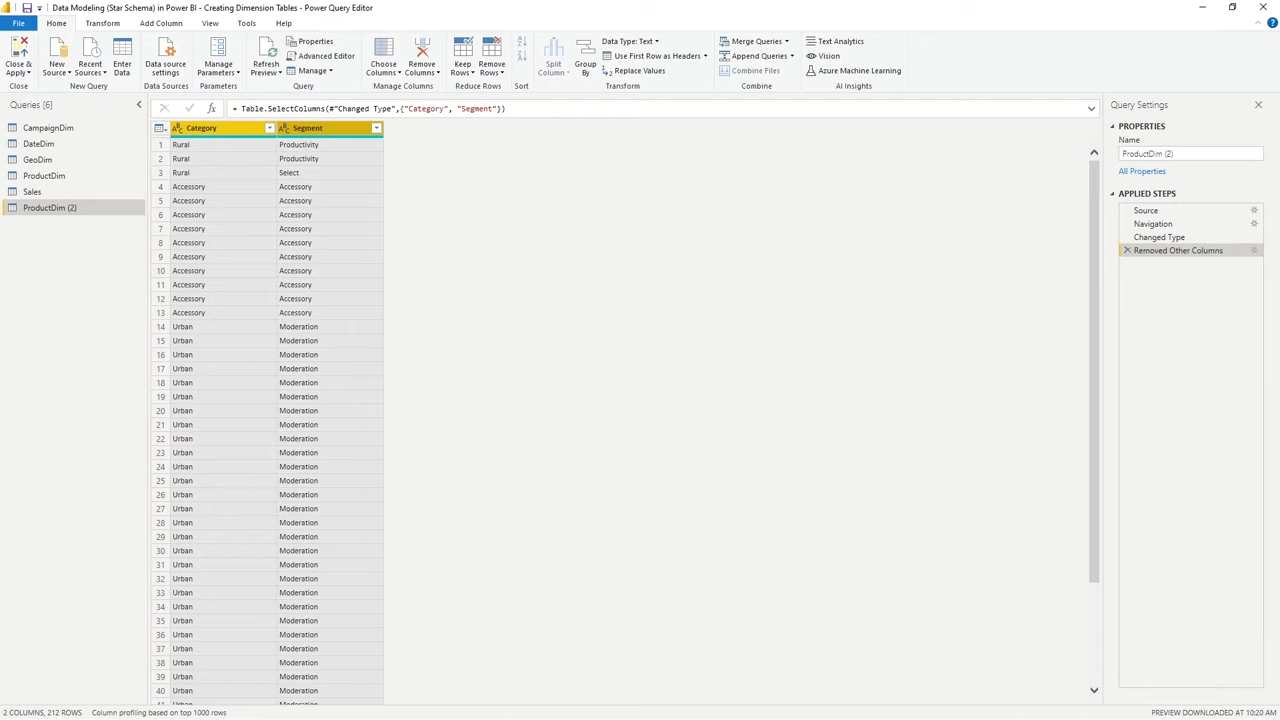 Data Modeling (Star Schema) in Power BI - Creating Dimension Tables - Power Query Editor
File Home Transform Add Column View Tools Help
Close & Apply
New Source
Recent Sources
Enter Data
Data source settings
Manage Parameters
Refresh Preview
Properties
Advanced Editor
Manage
Choose Columns
Remove Columns
Keep Rows
Remove Rows
Split Column
Group By
Data Type: Text
Use First Row as Headers
Replace Values
Merge Queries
Append Queries
Combine Files
Text Analytics
Vision
Azure Machine Learning
Close New Query Data Sources Parameters Query Manage Columns Reduce Rows Sort Transform Combine AI Insights
Queries [6]
CampaignDim
DateDim
GeoDim
ProductDim
Sales
ProductDim (2)
= Table.SelectColumns(#"Changed Type",{"Category", "Segment"})
Category Segment
1 Rural Productivity
2 Rural Productivity
3 Rural Select
4 Accessory Accessory
5 Accessory Accessory
6 Accessory Accessory
7 Accessory Accessory
8 Accessory Accessory
9 Accessory Accessory
10 Accessory Accessory
11 Accessory Accessory
12 Accessory Accessory
13 Accessory Accessory
14 Urban Moderation
15 Urban Moderation
16 Urban Moderation
17 Urban Moderation
18 Urban Moderation
19 Urban Moderation
20 Urban Moderation
21 Urban Moderation
22 Urban Moderation
23 Urban Moderation
24 Urban Moderation
25 Urban Moderation
26 Urban Moderation
27 Urban Moderation
28 Urban Moderation
29 Urban Moderation
30 Urban Moderation
31 Urban Moderation
32 Urban Moderation
33 Urban Moderation
34 Urban Moderation
35 Urban Moderation
36 Urban Moderation
37 Urban Moderation
38 Urban Moderation
39 Urban Moderation
40 Urban Moderation
41 Urban Moderation
Query Settings
PROPERTIES
Name
ProductDim (2)
All Properties
APPLIED STEPS
Source
Navigation
Changed Type
Removed Other Columns
2 COLUMNS, 212 ROWS Column profiling based on top 1000 rows
PREVIEW DOWNLOADED AT 10:20 AM